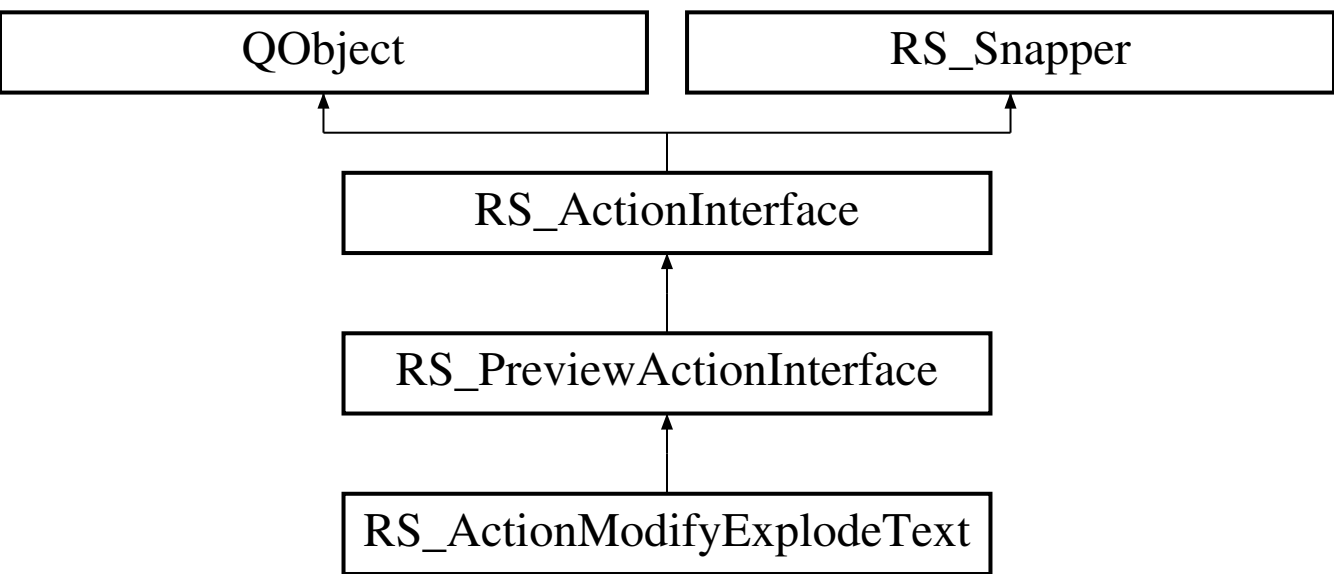 QObject
RS_Snapper
RS_ActionInterface
RS_PreviewActionInterface
RS_ActionModifyExplodeText